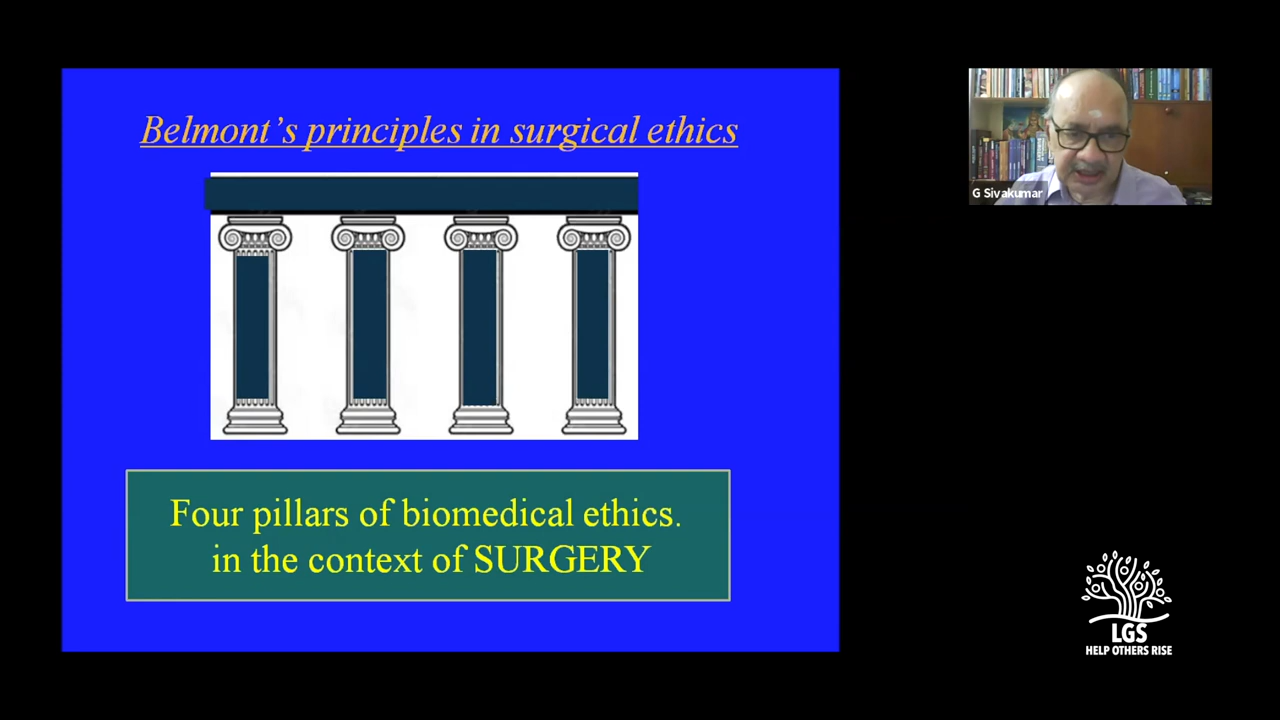 Belmont's principles in surgical ethics
Four pillars of biomedical ethics.
in the context of SURGERY
G Sivakumar
LGS
HELP OTHERS RISE